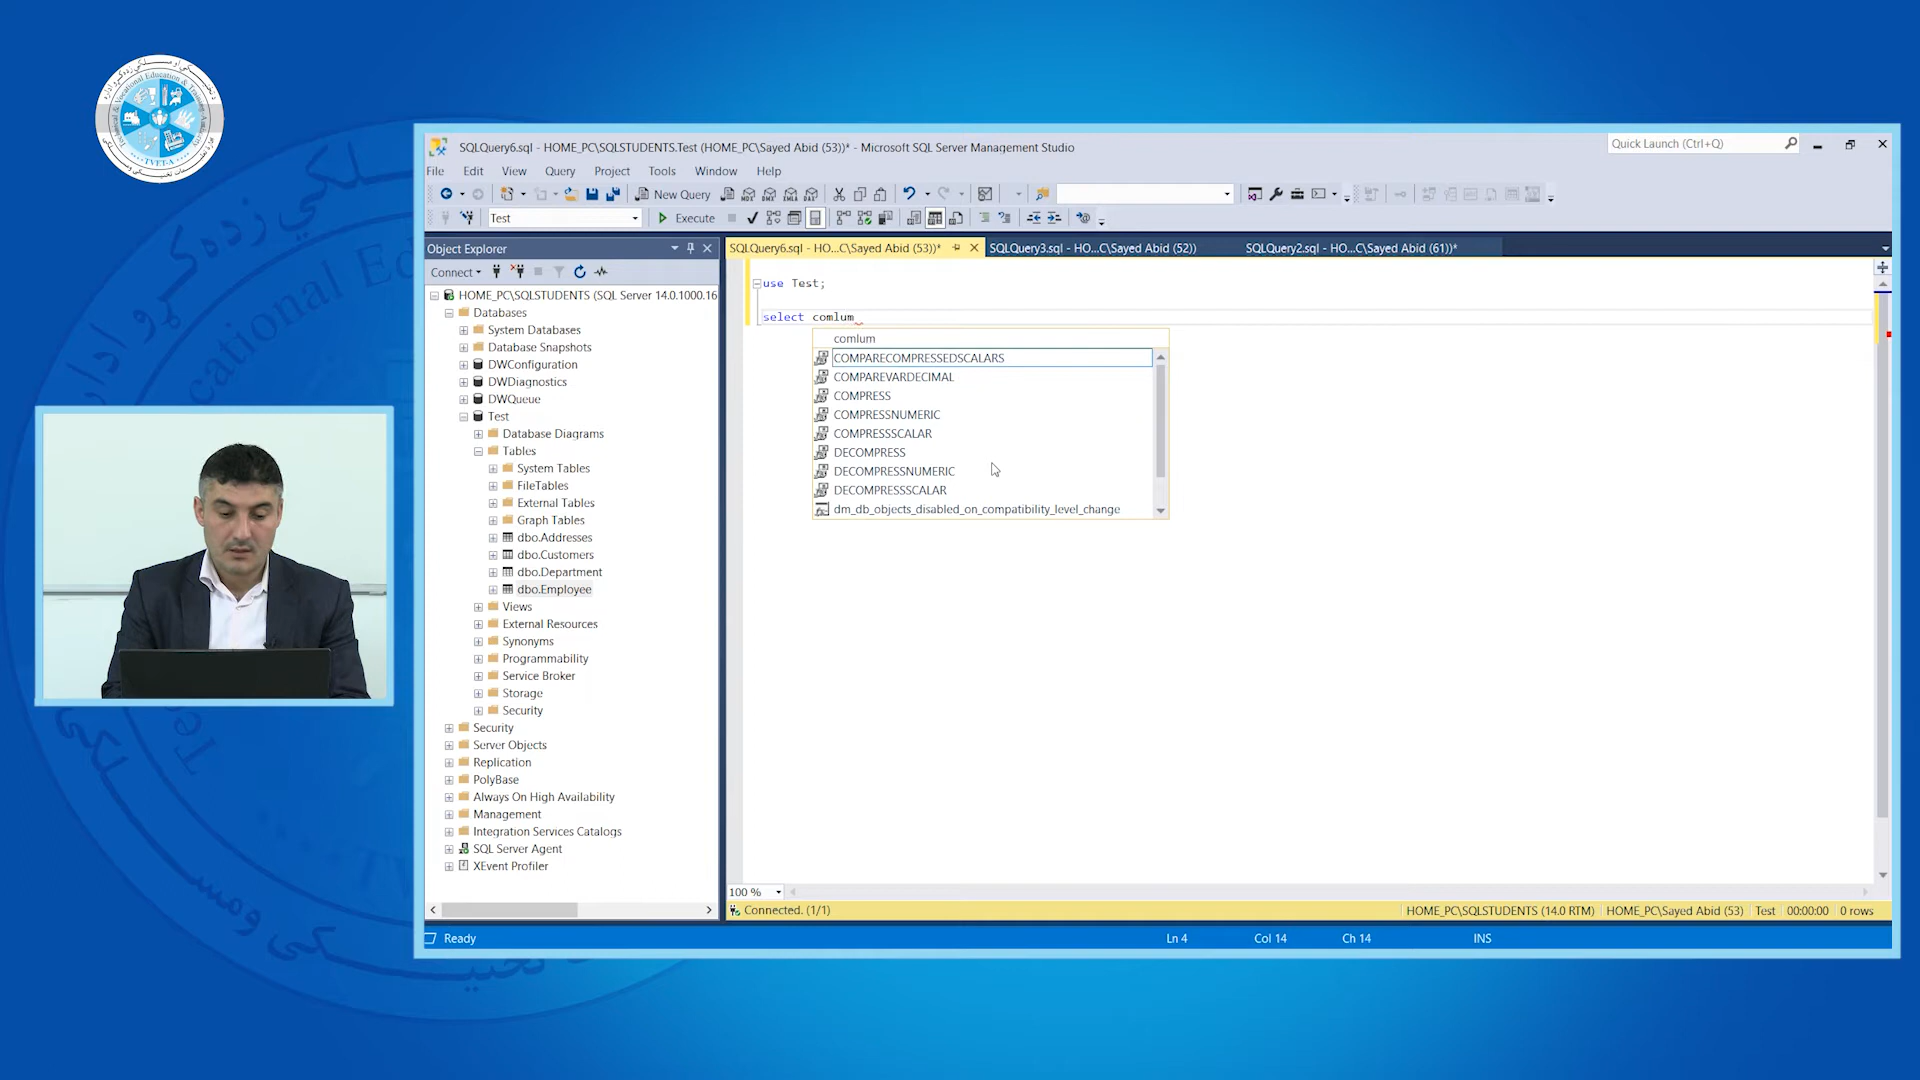 Technical & Vocational Education & Training Authority
TVET-A
SQLQuery6.sql - HOME_PC\SQLSTUDENTS.Test (HOME_PC\Sayed Abid (53))* - Microsoft SQL Server Management Studio
Quick Launch (Ctrl+Q)
File Edit View Query Project Tools Window Help
New Query
Test Execute
Object Explorer
SQLQuery6.sql - HO...C\Sayed Abid (53))* SQLQuery3.sql - HO...C\Sayed Abid (52)) SQLQuery2.sql - HO...C\Sayed Abid (61))*
Connect
HOME_PC\SQLSTUDENTS (SQL Server 14.0.1000.16
Databases
System Databases
Database Snapshots
DWConfiguration
DWDiagnostics
DWQueue
Test
Database Diagrams
Tables
System Tables
FileTables
External Tables
Graph Tables
dbo.Addresses
dbo.Customers
dbo.Department
dbo.Employee
Views
External Resources
Synonyms
Programmability
Service Broker
Storage
Security
Security
Server Objects
Replication
PolyBase
Always On High Availability
Management
Integration Services Catalogs
SQL Server Agent
XEvent Profiler
use Test;
select comlum
comlum
COMPARECOMPRESSEDSCALARS
COMPAREVARDECIMAL
COMPRESS
COMPRESSNUMERIC
COMPRESSSCALAR
DECOMPRESS
DECOMPRESSNUMERIC
DECOMPRESSSCALAR
dm_db_objects_disabled_on_compatibility_level_change
100 %
Connected. (1/1) HOME_PC\SQLSTUDENTS (14.0 RTM) HOME_PC\Sayed Abid (53) Test 00:00:00 0 rows
Ready Ln 4 Col 14 Ch 14 INS